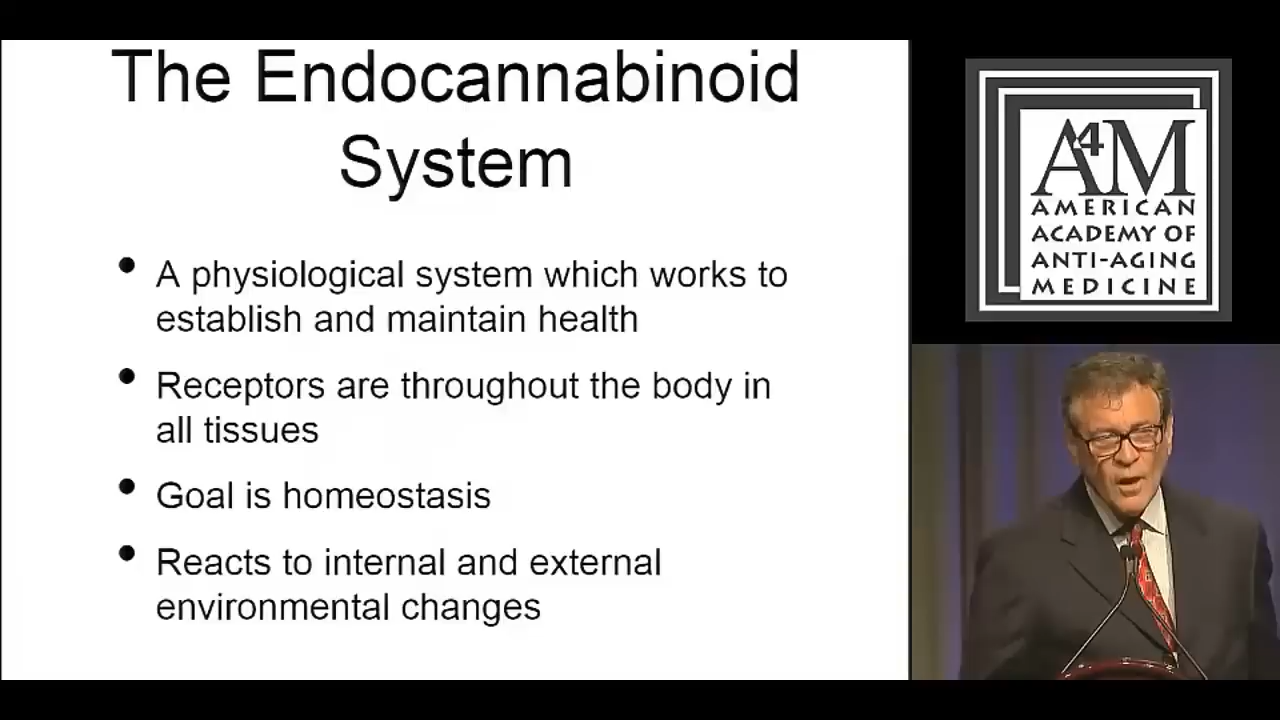 The Endocannabinoid
System
• A physiological system which works to
establish and maintain health
• Receptors are throughout the body in
all tissues
• Goal is homeostasis
• Reacts to internal and external
environmental changes
A4M
AMERICAN
ACADEMY OF
ANTI-AGING
MEDICINE